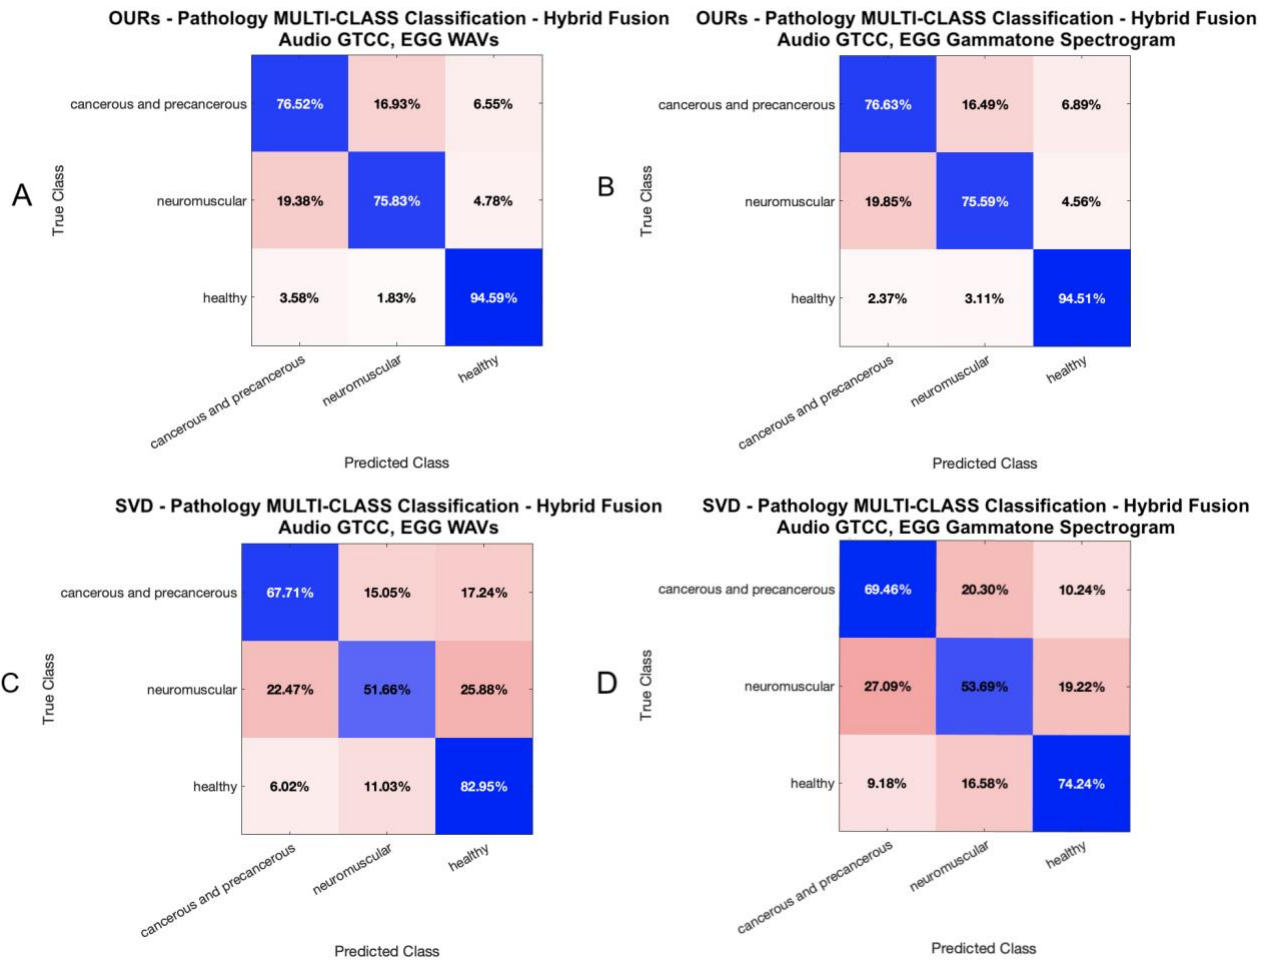 OURs - Pathology MULTI-CLASS Classification - Hybrid Fusion
Audio GTCC, EGG WAVs
A
True Class
cancerous and precancerous
76.52%
16.93%
6.55%
neuromuscular
19.38%
75.83%
4.78%
healthy
3.58%
1.83%
94.59%
cancerous and precancerous
neuromuscular
healthy
Predicted Class
OURs - Pathology MULTI-CLASS Classification - Hybrid Fusion
Audio GTCC, EGG Gammatone Spectrogram
B
True Class
cancerous and precancerous
76.63%
16.49%
6.89%
neuromuscular
19.85%
75.59%
4.56%
healthy
2.37%
3.11%
94.51%
cancerous and precancerous
neuromuscular
healthy
Predicted Class
SVD - Pathology MULTI-CLASS Classification - Hybrid Fusion
Audio GTCC, EGG WAVs
C
True Class
cancerous and precancerous
67.71%
15.05%
17.24%
neuromuscular
22.47%
51.66%
25.88%
healthy
6.02%
11.03%
82.95%
cancerous and precancerous
neuromuscular
healthy
Predicted Class
SVD - Pathology MULTI-CLASS Classification - Hybrid Fusion
Audio GTCC, EGG Gammatone Spectrogram
D
True Class
cancerous and precancerous
69.46%
20.30%
10.24%
neuromuscular
27.09%
53.69%
19.22%
healthy
9.18%
16.58%
74.24%
cancerous and precancerous
neuromuscular
healthy
Predicted Class